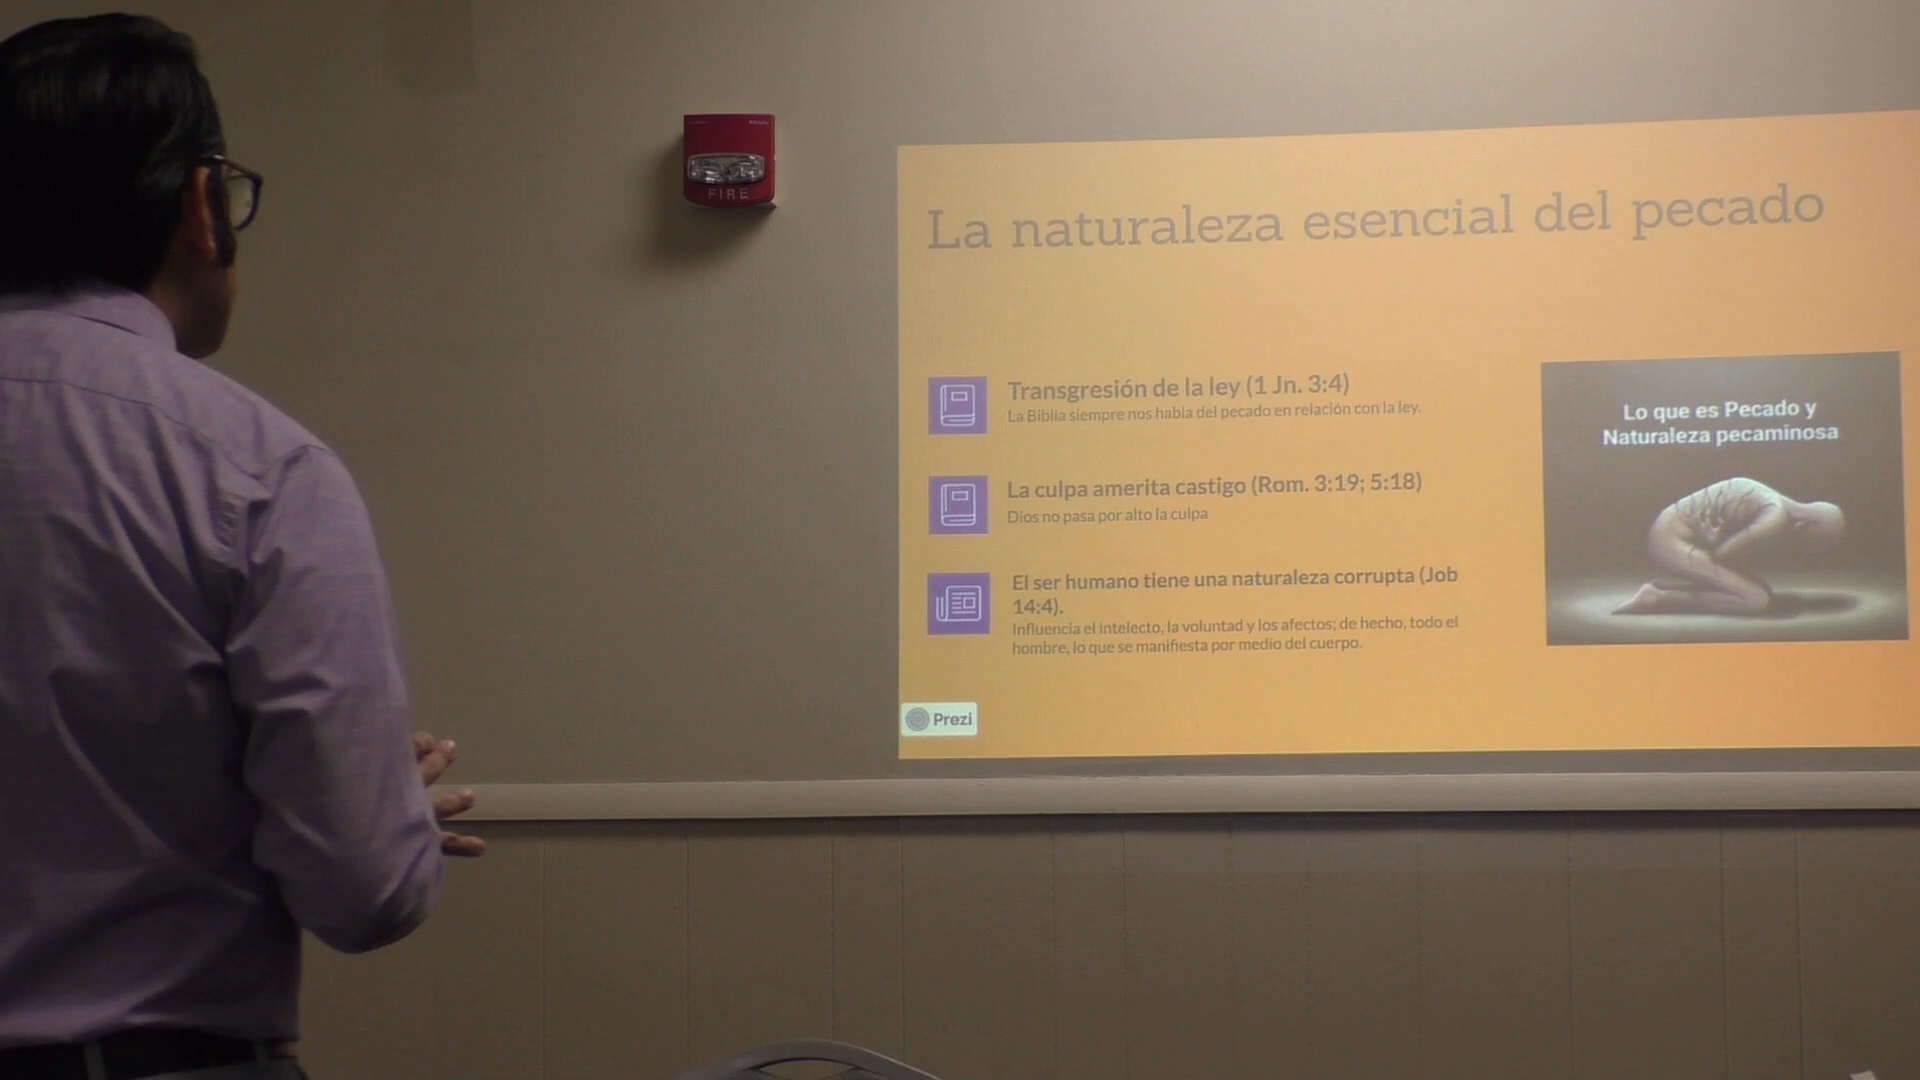 FIRE
La naturaleza esencial del pecado
Transgresión de la ley (1 Jn. 3:4)
La Biblia siempre nos habla del pecado en relación con la ley.
La culpa amerita castigo (Rom. 3:19; 5:18)
Dios no pasa por alto la culpa
El ser humano tiene una naturaleza corrupta (Job
14:4).
Influencia el intelecto, la voluntad y los afectos; de hecho, todo el
hombre, lo que se manifiesta por medio del cuerpo.
Lo que es Pecado y
Naturaleza pecaminosa
Prezi